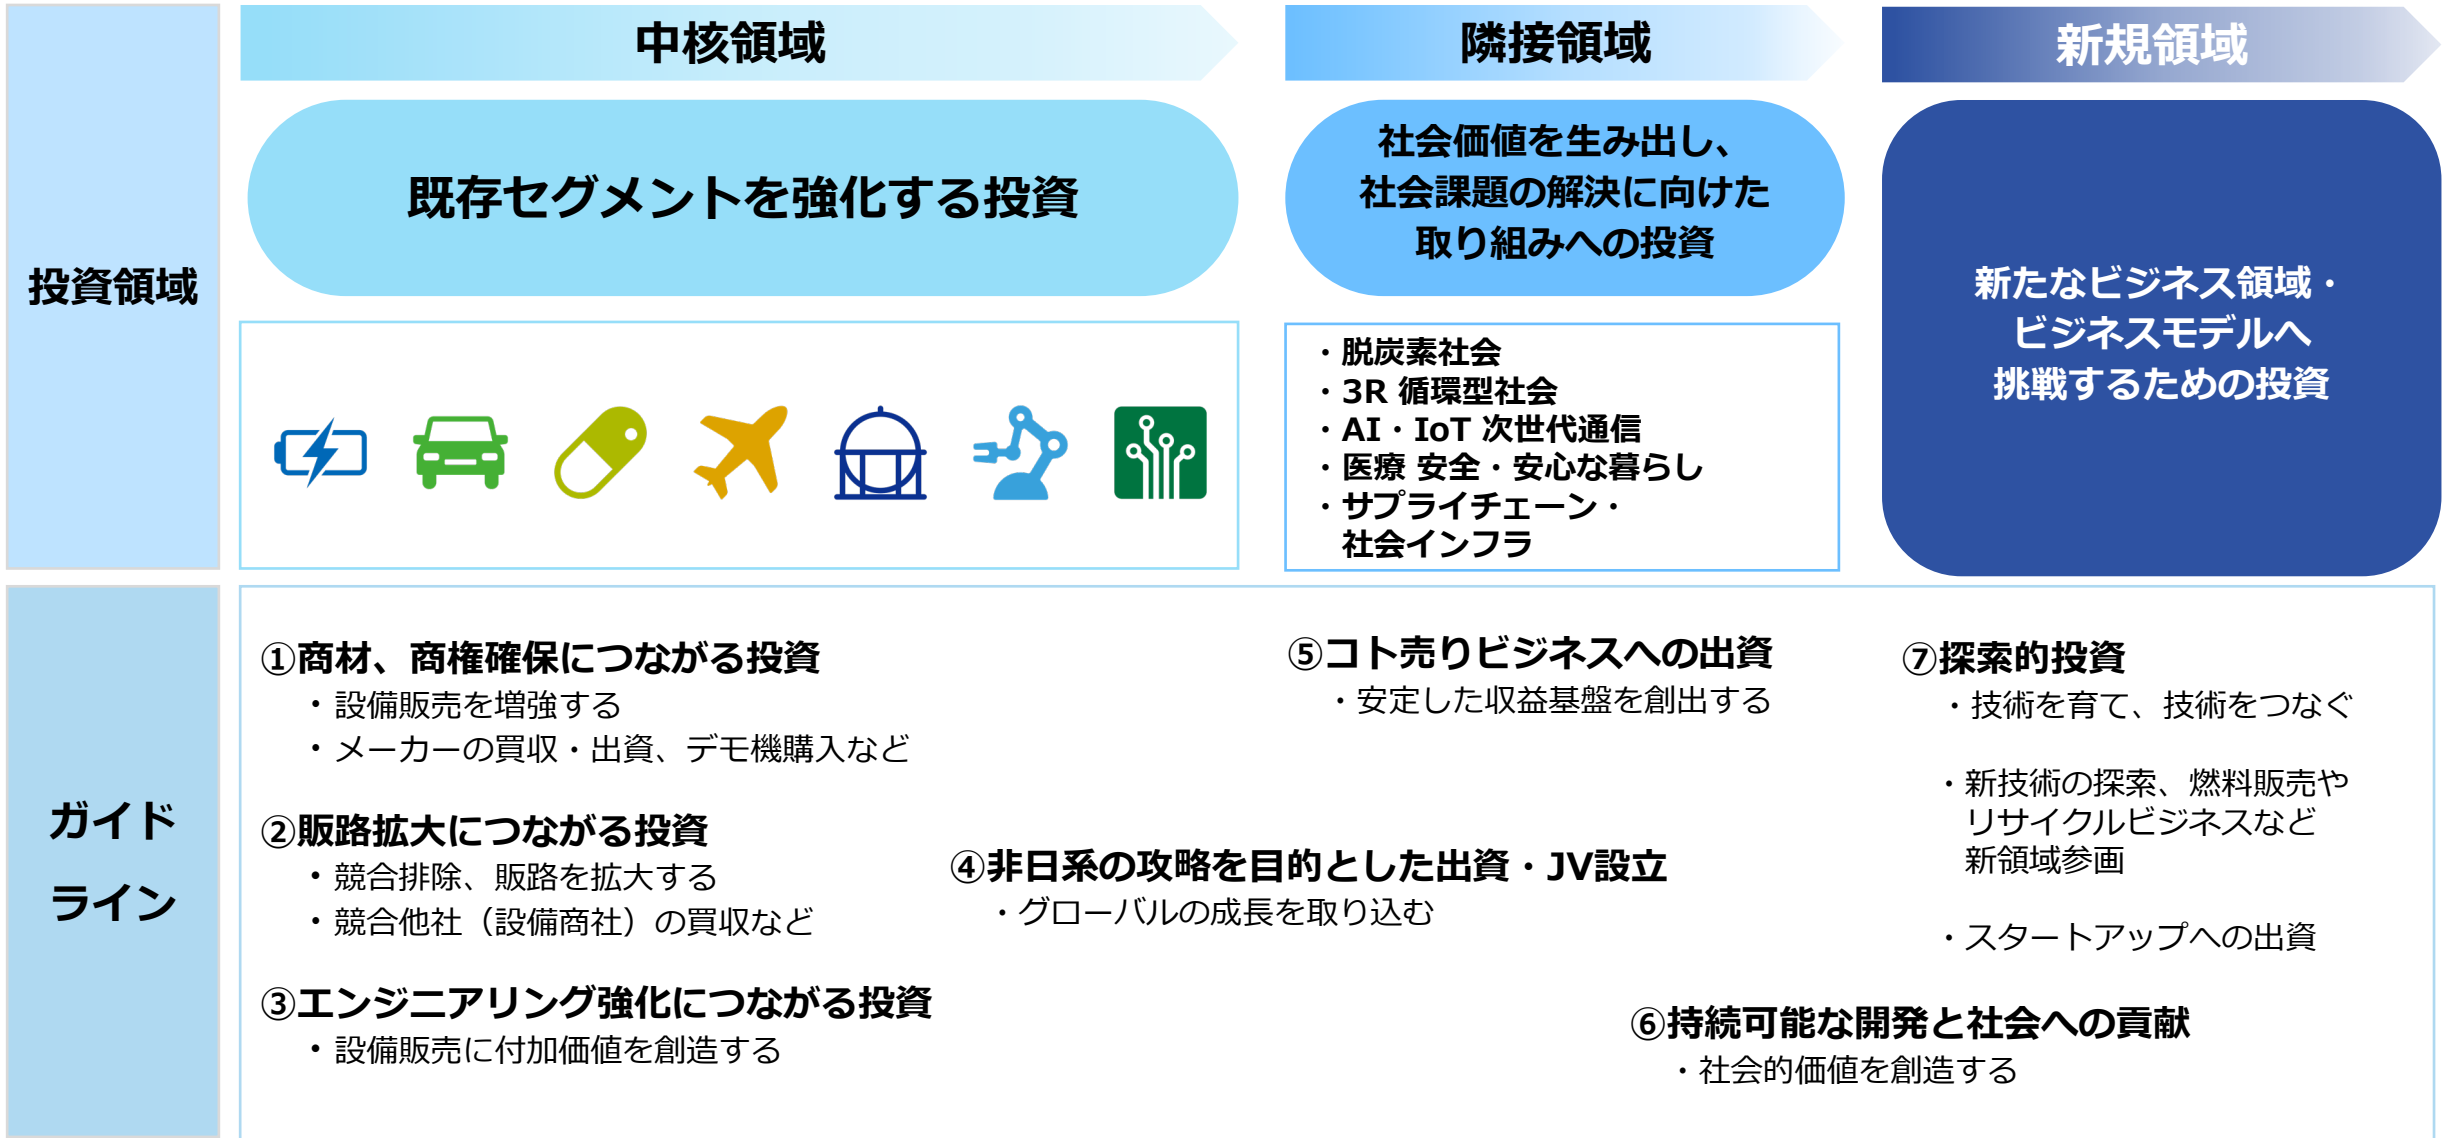 投資領域
中核領域
既存セグメントを強化する投資
隣接領域
社会価値を生み出し、
社会課題の解決に向けた
取り組みへの投資
・脱炭素社会
・3R 循環型社会
・AI・IoT 次世代通信
・医療 安全・安心な暮らし
・サプライチェーン・
社会インフラ
新規領域
新たなビジネス領域・
ビジネスモデルへ
挑戦するための投資
ガイド
ライン
①商材、商権確保につながる投資
・設備販売を増強する
・メーカーの買収・出資、デモ機購入など
②販路拡大につながる投資
・競合排除、販路を拡大する
・競合他社（設備商社）の買収など
③エンジニアリング強化につながる投資
・設備販売に付加価値を創造する
④非日系の攻略を目的とした出資・JV設立
・グローバルの成長を取り込む
⑤コト売りビジネスへの出資
・安定した収益基盤を創出する
⑥持続可能な開発と社会への貢献
・社会的価値を創造する
⑦探索的投資
・技術を育て、技術をつなぐ
・新技術の探索、燃料販売や
リサイクルビジネスなど
新領域参画
・スタートアップへの出資